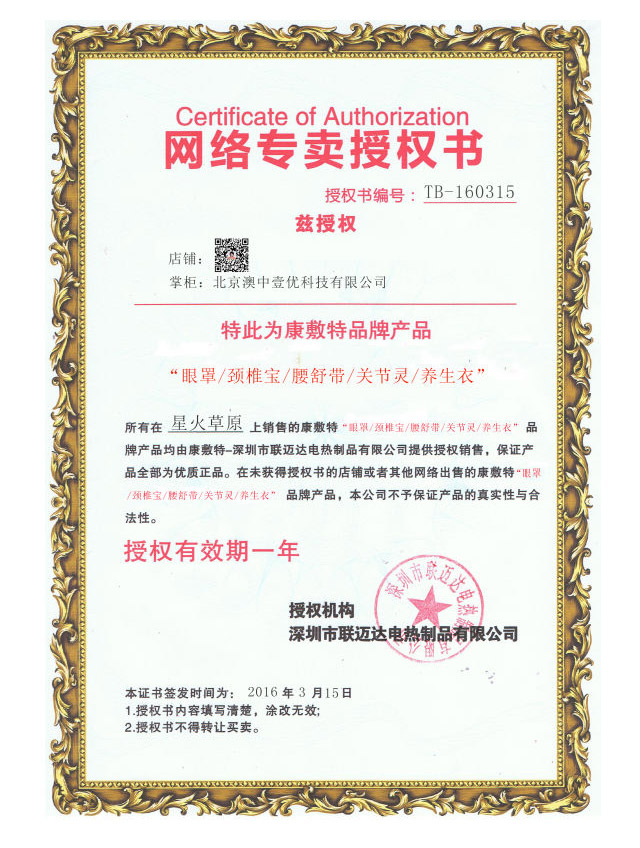 Certificate of Authorization
网络专卖授权书
授权书编号：TB-160315
兹授权
店铺：
掌柜：北京澳中壹优科技有限公司
特此为康敷特品牌产品
“眼罩/颈椎宝/腰舒带/关节灵/养生衣”
所有在 星火草原 上销售的康敷特“眼罩/颈椎宝/腰舒带/关节灵/养生衣”品
牌产品均由康敷特-深圳市联迈达电热制品有限公司提供授权销售，保证产
品全部为优质正品。在未获得授权书的店铺或者其他网络出售的康敷特“眼罩
/颈椎宝/腰舒带/关节灵/养生衣” 品牌产品，本公司不予保证产品的真实性与合
法性。
授权有效期一年
深圳市联迈达电热制品有限公司
授权机构
深圳市联迈达电热制品有限公司
本证书签发时间为： 2016 年 3 月 15日
1.授权书内容填写清楚，涂改无效;
2.授权书不得转让买卖。